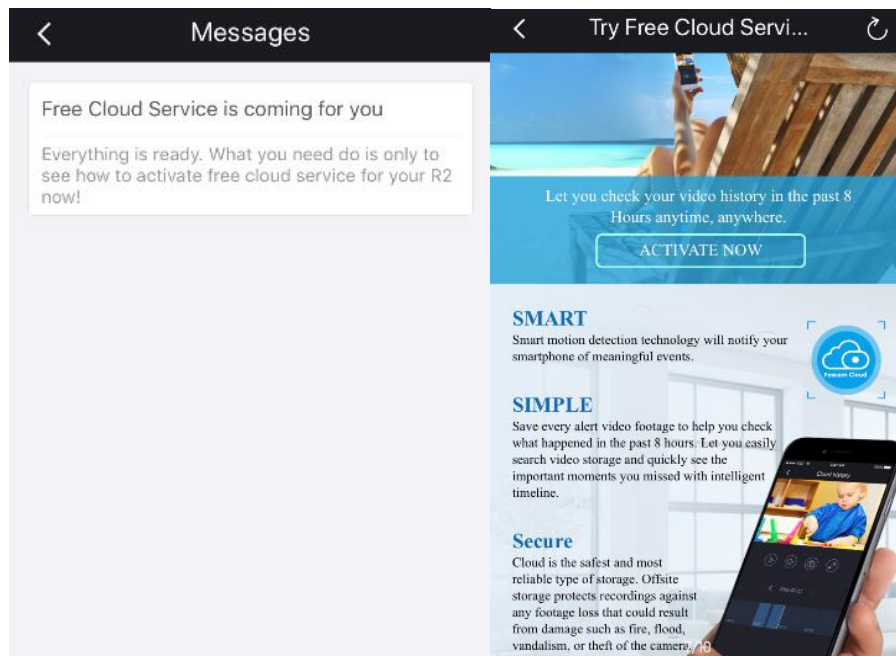 Messages
Free Cloud Service is coming for you
Everything is ready. What you need do is only to
see how to activate free cloud service for your R2
now!
Try Free Cloud Servi...
Let you check your video history in the past 8
Hours anytime, anywhere.
ACTIVATE NOW
SMART
Smart motion detection technology will notify your
smartphone of meaningful events.
Foscam Cloud
SIMPLE
Save every alert video footage to help you check
what happened in the past 8 hours. Let you easily
search video storage and quickly see the
important moments you missed with intelligent
timeline.
Cloud history
Secure
Cloud is the safest and most
reliable type of storage. Offsite
storage protects recordings against
any footage loss that could result
from damage such as fire, flood,
vandalism, or theft of the camera.